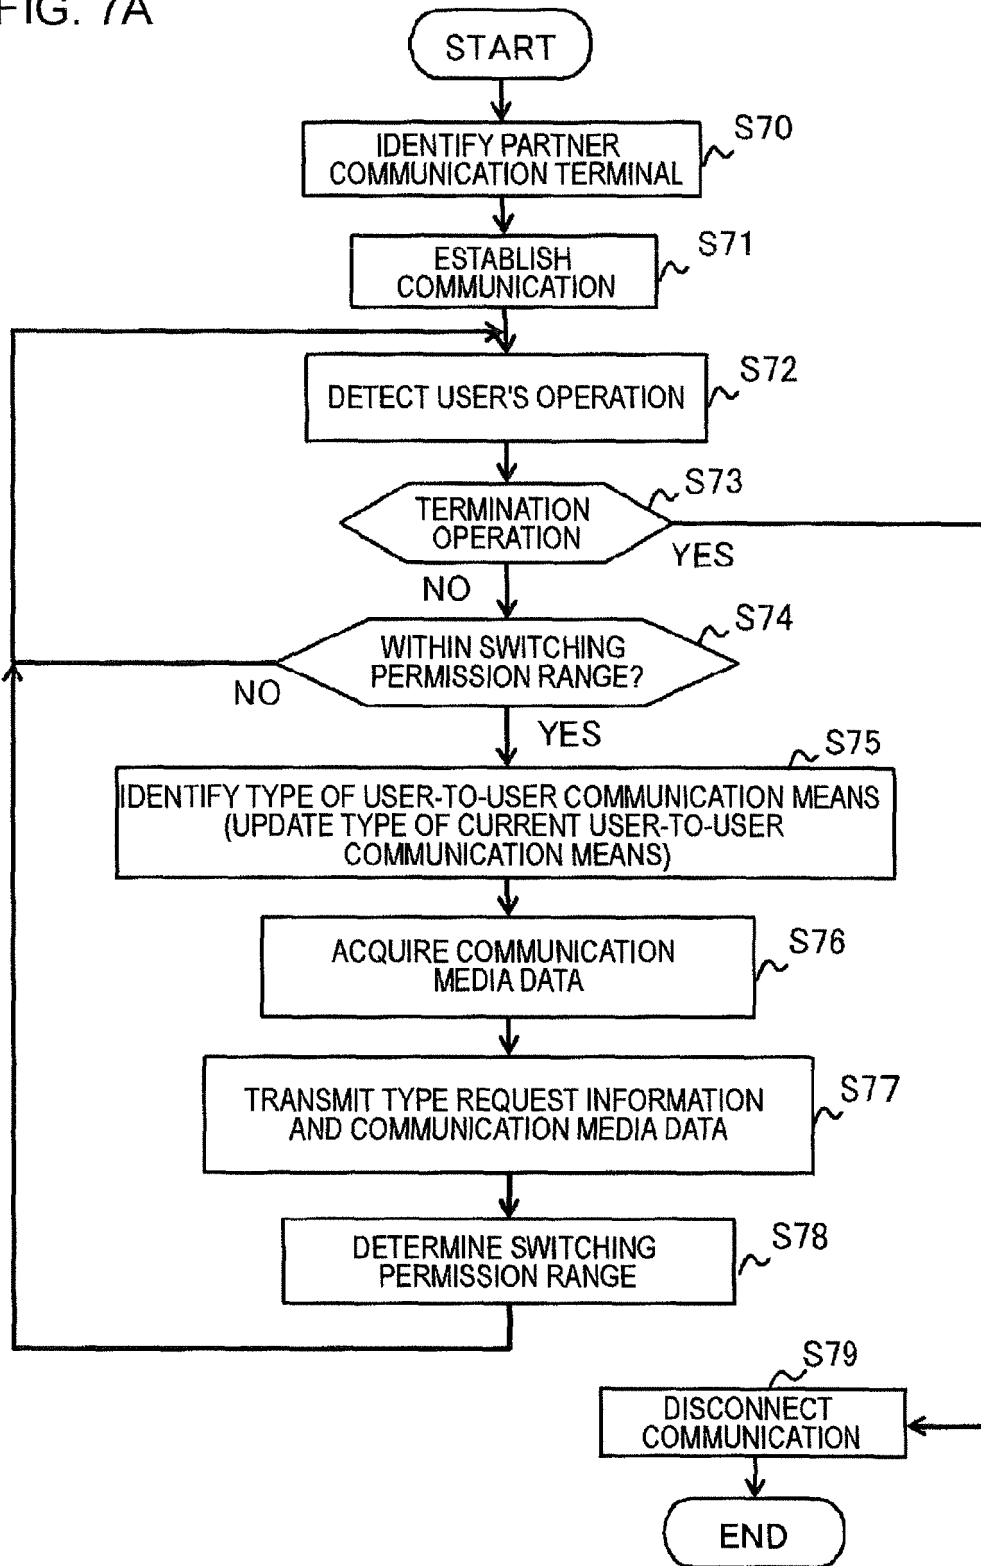 FIG. 7A
START
S70
IDENTIFY PARTNER
COMMUNICATION TERMINAL
S71
ESTABLISH
COMMUNICATION
S72
DETECT USER'S OPERATION
S73
TERMINATION
OPERATION
YES
NO
S74
WITHIN SWITCHING
PERMISSION RANGE?
NO
YES
S75
IDENTIFY TYPE OF USER-TO-USER COMMUNICATION MEANS
(UPDATE TYPE OF CURRENT USER-TO-USER
COMMUNICATION MEANS)
S76
ACQUIRE COMMUNICATION
MEDIA DATA
S77
TRANSMIT TYPE REQUEST INFORMATION
AND COMMUNICATION MEDIA DATA
S78
DETERMINE SWITCHING
PERMISSION RANGE
S79
DISCONNECT
COMMUNICATION
END